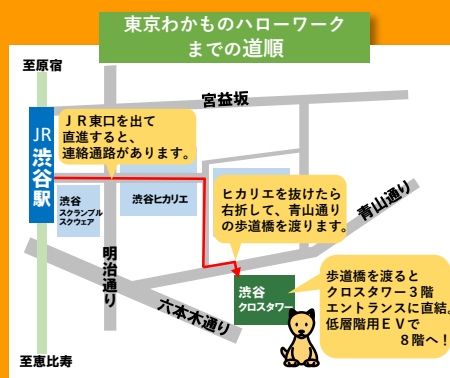 東京わかものハローワーク
までの道順
至原宿
宮益坂
JR
渋谷駅
ＪＲ東口を出て
直進すると、
連絡通路があります。
渋谷
スクランブル
スクウェア
渋谷ヒカリエ
ヒカリエを抜けたら
右折して、青山通り
の歩道橋を渡ります。
青山通り
明治通り
六本木通り
渋谷
クロスタワー
歩道橋を渡ると
クロスタワー３階
エントランスに直結。
低層階用ＥＶで
８階へ！
至恵比寿